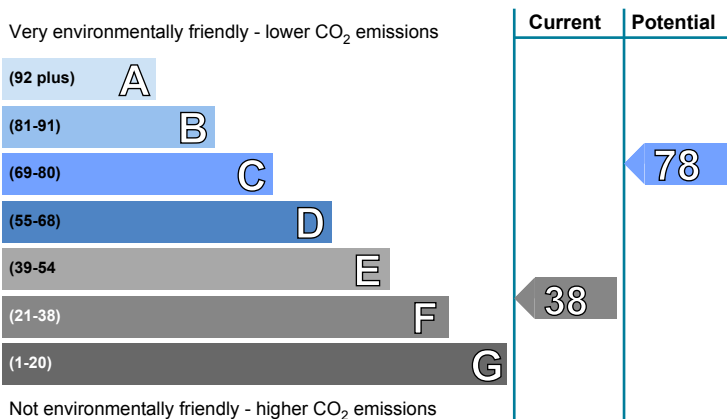 Very environmentally friendly - lower CO2 emissions
Current
Potential
(92 plus) A
(81-91) B
(69-80) C
78
(55-68) D
(39-54 E
38
(21-38) F
(1-20) G
Not environmentally friendly - higher CO2 emissions